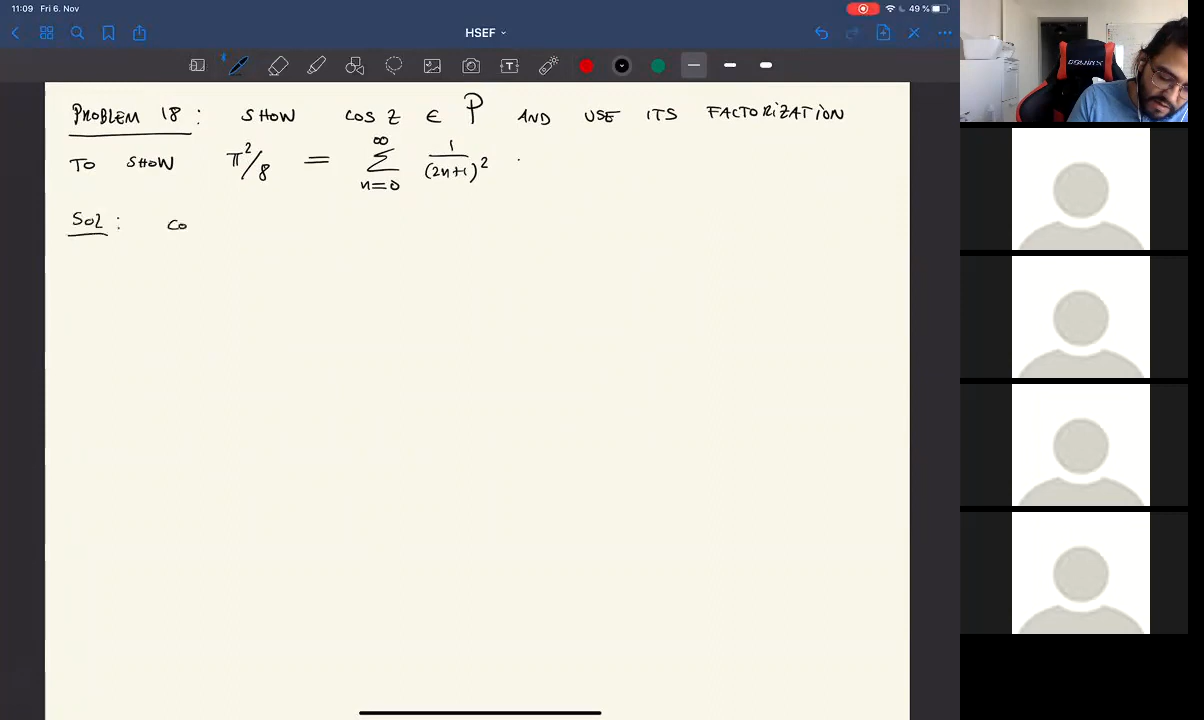 11:09 Fri 6. Nov 49 %
HSEF
PROBLEM 18 : SHOW COS Z ∈ P AND USE ITS FACTORIZATION
TO SHOW π²/8 = ∑_{n=0}^{∞} 1/(2n+1)² .
SOL : CO